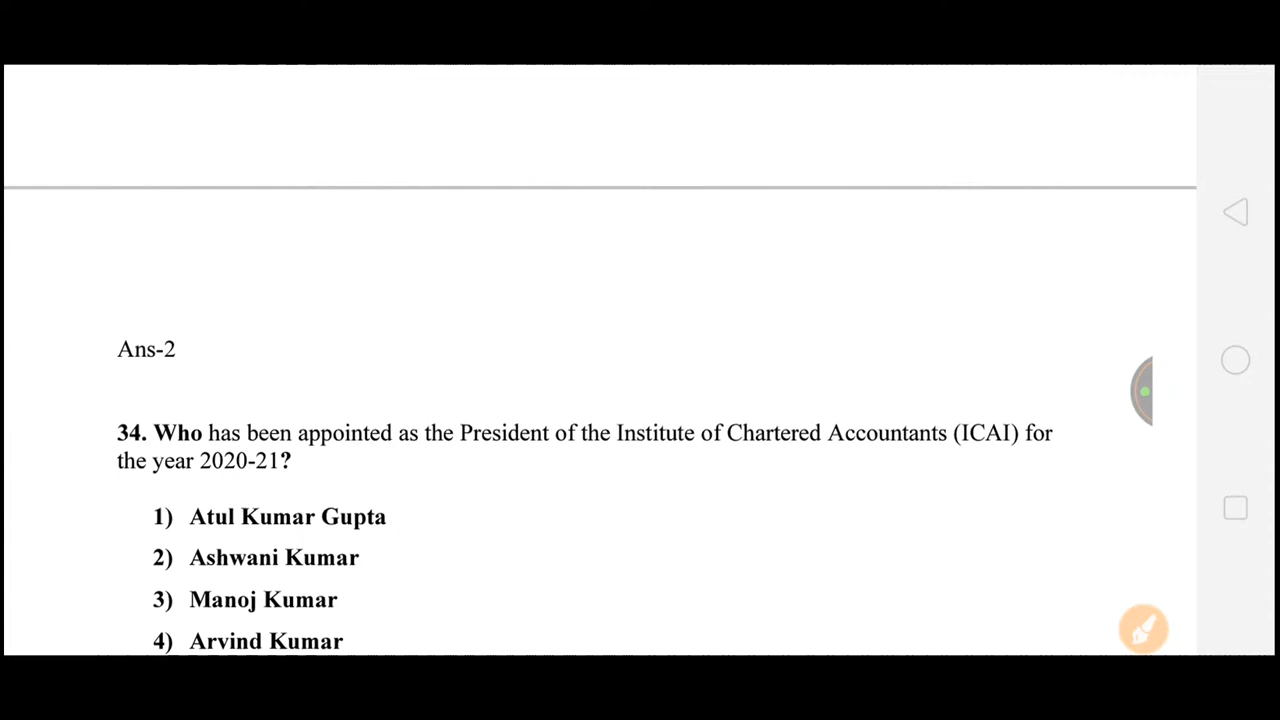 Ans-2
34. Who has been appointed as the President of the Institute of Chartered Accountants (ICAI) for
the year 2020-21?
1) Atul Kumar Gupta
2) Ashwani Kumar
3) Manoj Kumar
4) Arvind Kumar